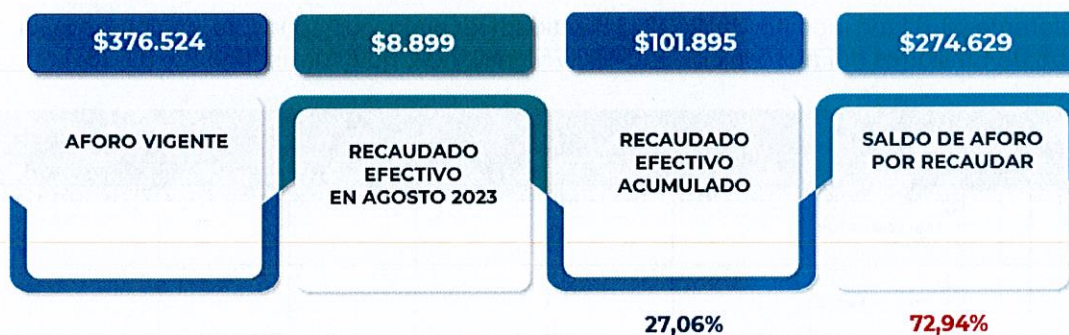 $376.524
$8.899
$101.895
$274.629
AFORO VIGENTE
RECAUDADO
EFECTIVO
EN AGOSTO 2023
RECAUDADO
EFECTIVO
ACUMULADO
SALDO DE AFORO
POR RECAUDAR
27,06%
72,94%